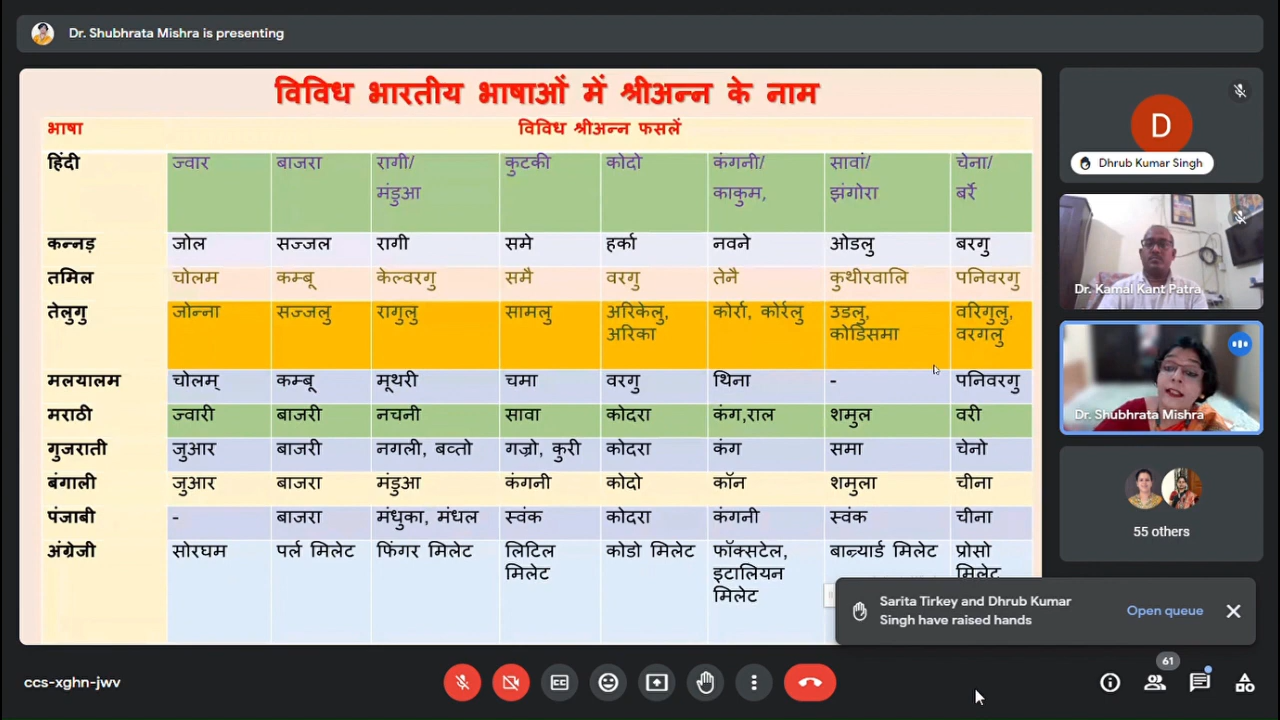 Dr. Shubhrata Mishra is presenting
विविध भारतीय भाषाओं में श्रीअन्न के नाम
भाषा विविध श्रीअन्न फसलें
हिंदी ज्वार बाजरा रागी/ मंडुआ कुटकी कोदो कंगनी/ काकुम, सावां/ झंगोरा चेना/ बर्रे
कन्नड़ जोल सज्जल रागी समे हर्का नवने ओडलु बरगु
तमिल चोलम कम्बू केल्वरगु समै वरगु तेनै कुथीरवालि पनिवरगु
तेलुगु जोन्ना सज्जलु रागुलु सामलु अरिकेलु, अरिका कोर्रा, कोर्रलु उडलु, कोडिसमा वरिगुलु, वरगलु
मलयालम चोलम् कम्बू मूथरी चमा वरगु थिना - पनिवरगु
मराठी ज्वारी बाजरी नचनी सावा कोदरा कंग,राल शमुल वरी
गुजराती जुआर बाजरी नगली, बव्तो गज्रो, कुरी कोदरा कंग समा चेनो
बंगाली जुआर बाजरा मंडुआ कंगनी कोदो कॉन शमुला चीना
पंजाबी - बाजरा मंधुका, मंधल स्वंक कोदरा कंगनी स्वंक चीना
अंग्रेजी सोरघम पर्ल मिलेट फिंगर मिलेट लिटिल मिलेट कोडो मिलेट फॉक्सटेल, इटालियन मिलेट बान्र्यार्ड मिलेट प्रोसो मिलेट
D
Dhrub Kumar Singh
Dr. Kamal Kant Patra
Dr. Shubhrata Mishra
55 others
Sarita Tirkey and Dhrub Kumar
Singh have raised hands
Open queue
ccs-xghn-jwv
CC
61